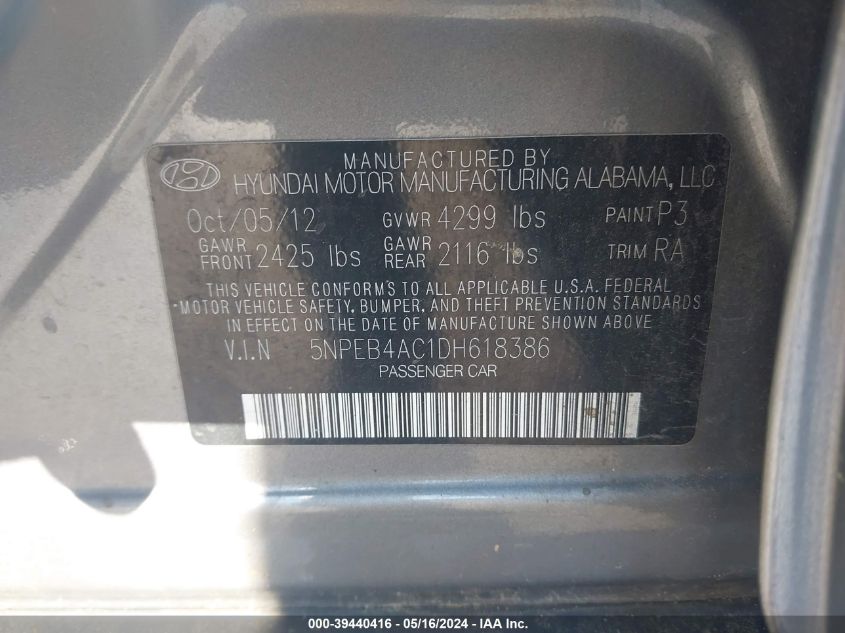 MANUFACTURED BY
HYUNDAI MOTOR MANUFACTURING ALABAMA, LLC
Oct/05/12 GVWR 4299 lbs PAINT P3
GAWR FRONT 2425 lbs GAWR REAR 2116 lbs TRIM RA
THIS VEHICLE CONFORMS TO ALL APPLICABLE U.S.A. FEDERAL
MOTOR VEHICLE SAFETY, BUMPER, AND THEFT PREVENTION STANDARDS
IN EFFECT ON THE DATE OF MANUFACTURE SHOWN ABOVE
V.I.N 5NPEB4AC1DH618386
PASSENGER CAR
000-39440416 - 05/16/2024 - IAA Inc.